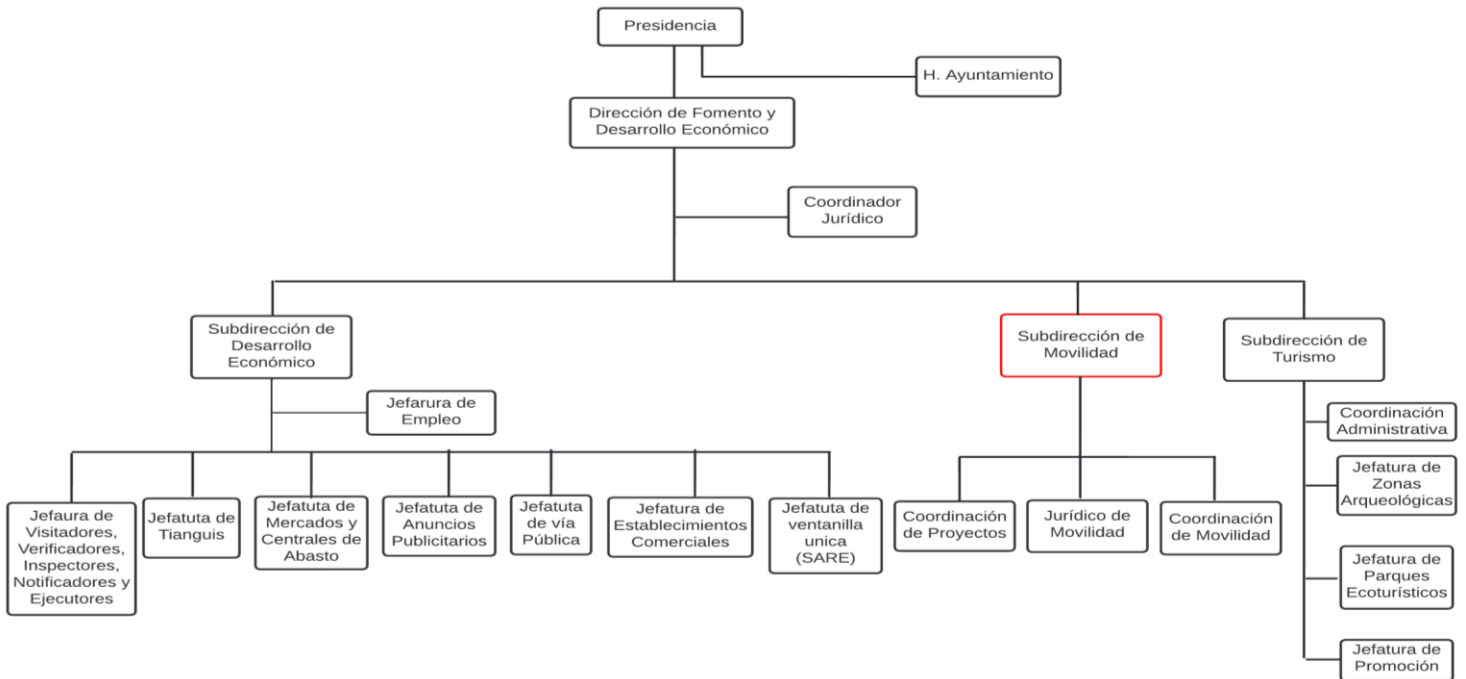 Presidencia
H. Ayuntamiento
Dirección de Fomento y
Desarrollo Económico
Coordinador
Jurídico
Subdirección de
Desarrollo
Económico
Subdirección de
Movilidad
Subdirección de
Turismo
Jefarura de
Empleo
Coordinación
Administrativa
Jefatura de
Zonas
Arqueológicas
Jefatura de
Parques
Ecoturísticos
Jefatura de
Promoción
Jefaura de
Visitadores,
Verificadores,
Inspectores,
Notificadores y
Ejecutores
Jefatuta de
Tianguis
Jefatuta de
Mercados y
Centrales de
Abasto
Jefatuta de
Anuncios
Publicitarios
Jefatuta
de vía
Pública
Jefatura de
Establecimientos
Comerciales
Jefatuta de
ventanilla
unica
(SARE)
Coordinación
de Proyectos
Jurídico de
Movilidad
Coordinación
de Movilidad